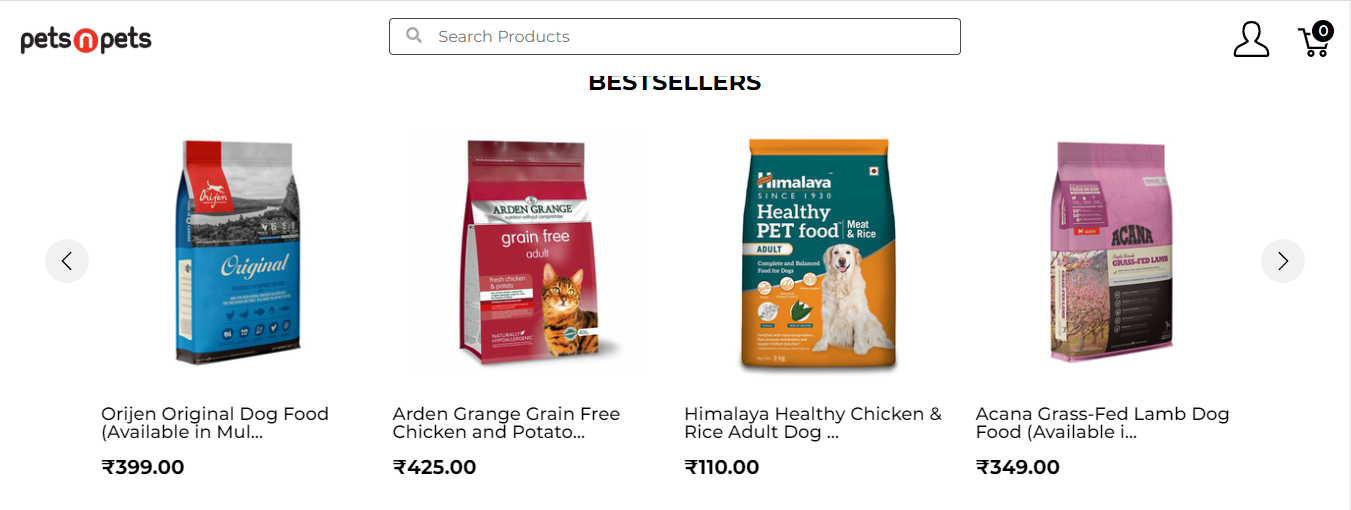 petsnpets
Search Products
0
BESTSELLERS
Orijen
Original
ARDEN GRANGE
nutrition without compromise
grain free
adult
fresh chicken
& potato
NATURALLY
HYPOALLERGENIC
Himalaya
SINCE 1930
Healthy
PET food
Meat
& Rice
ADULT
Complete and Balanced
Food for Dogs
3 kg
ACANA
GRASS-FED LAMB
Orijen Original Dog Food
(Available in Mul...
₹399.00
Arden Grange Grain Free
Chicken and Potato...
₹425.00
Himalaya Healthy Chicken &
Rice Adult Dog ...
₹110.00
Acana Grass-Fed Lamb Dog
Food (Available i...
₹349.00